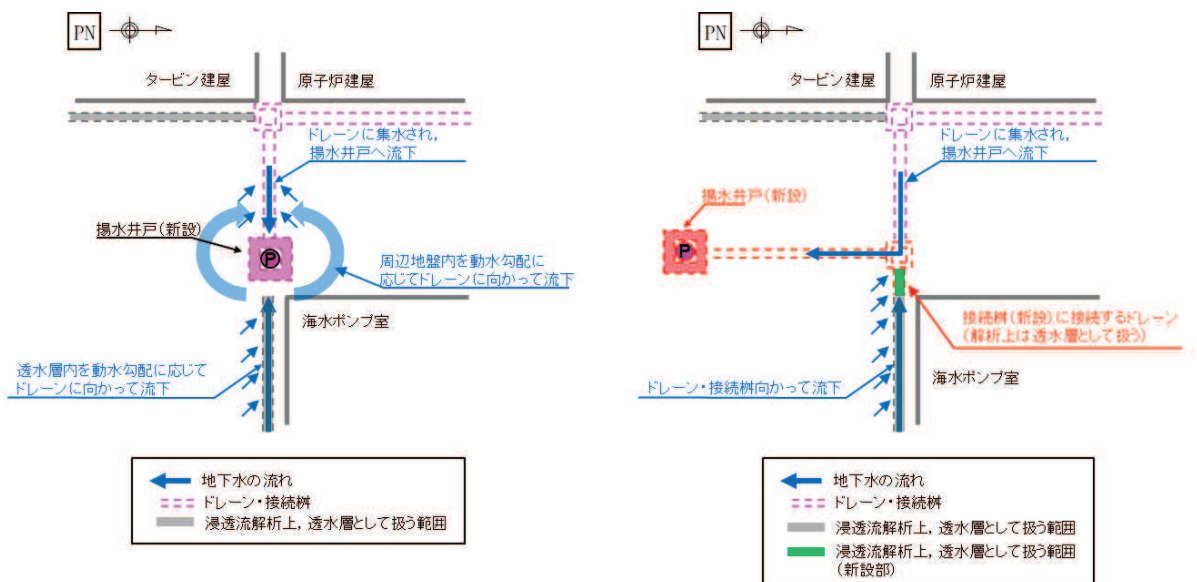 PN
タービン建屋
原子炉建屋
ドレーンに集水され,
揚水井戸へ流下
揚水井戸(新設)
P
周辺地盤内を動水勾配に
応じてドレーンに向かって流下
海水ポンプ室
透水層内を動水勾配に応じて
ドレーンに向かって流下
地下水の流れ
ドレーン・接続桝
浸透流解析上, 透水層として扱う範囲
PN
タービン建屋
原子炉建屋
ドレーンに集水され,
揚水井戸へ流下
揚水井戸(新設)
P
接続桝(新設)に接続するドレーン
(解析上は透水層として扱う)
海水ポンプ室
ドレーン・接続桝向かって流下
地下水の流れ
ドレーン・接続桝
浸透流解析上, 透水層として扱う範囲
浸透流解析上, 透水層として扱う範囲
(新設部)